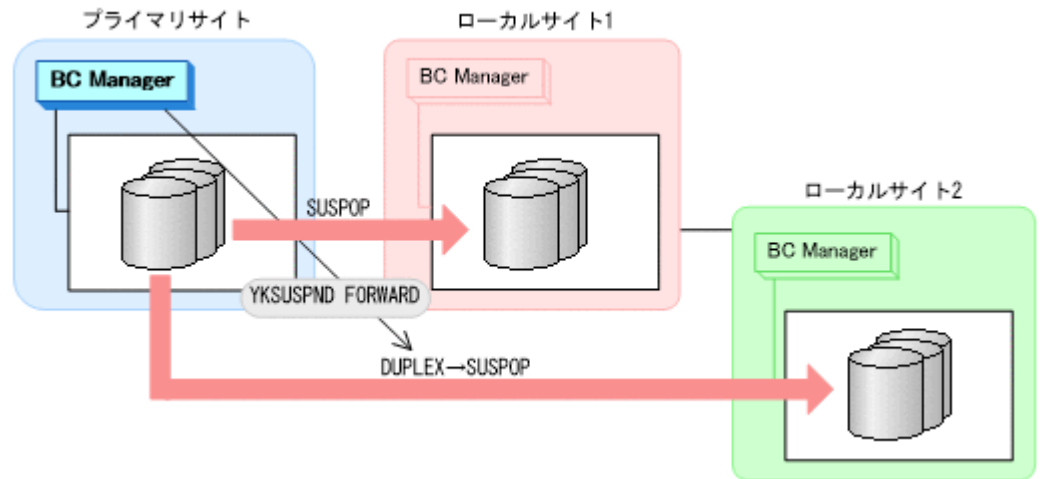 プライマリサイト
ローカルサイト1
BC Manager
BC Manager
SUSPOP
ローカルサイト2
BC Manager
YKSUSPND FORWARD
DUPLEX→SUSPOP